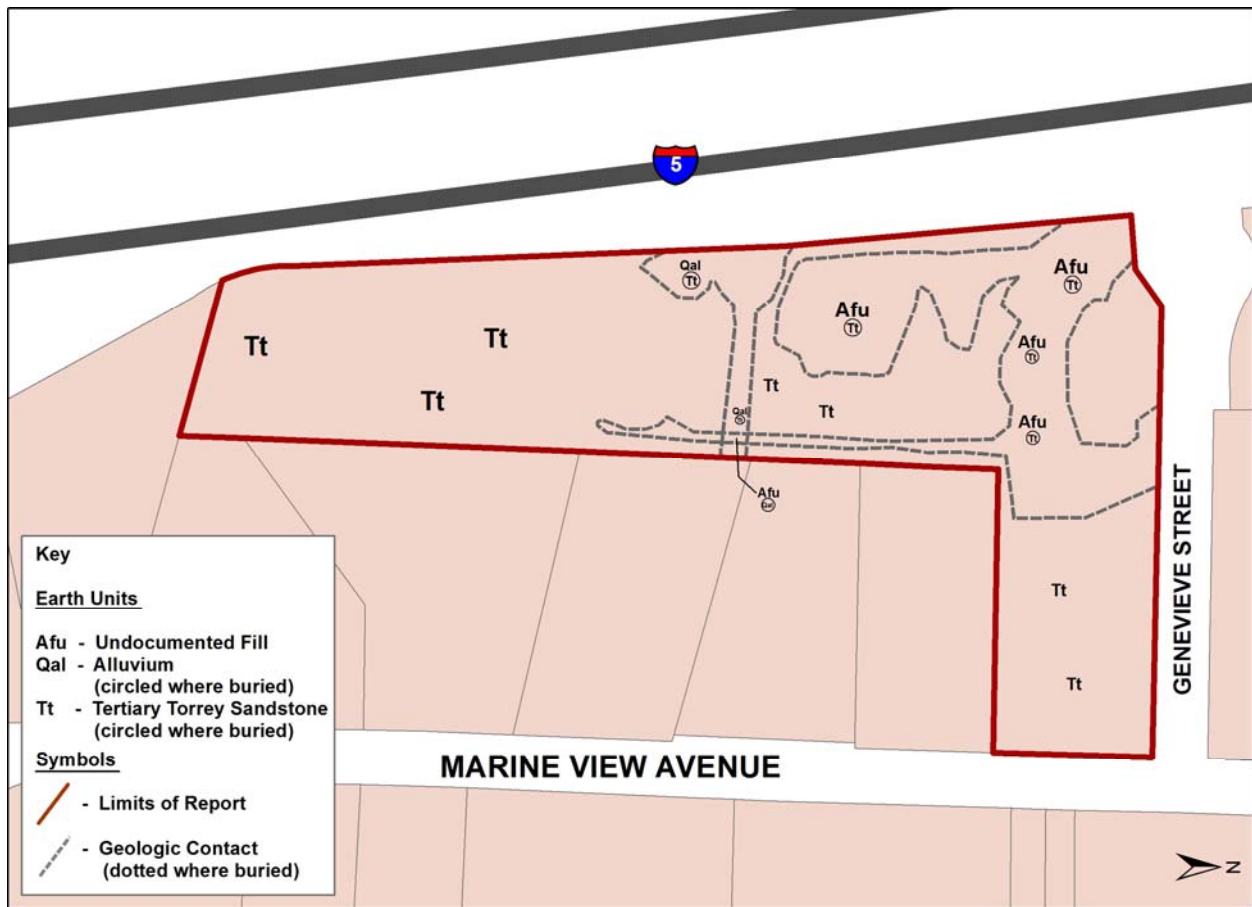 5
Qal
Tt
Afu
Tt
Afu
Tt
Tt
Tt
Afu
Tt
Tt
Tt
Tt
Qal
Afu
Tt
Afu
Qal
Tt
Tt
GENEVIEVE STREET
MARINE VIEW AVENUE
Key
Earth Units
Afu - Undocumented Fill
Qal - Alluvium
(circled where buried)
Tt - Tertiary Torrey Sandstone
(circled where buried)
Symbols
- Limits of Report
- Geologic Contact
(dotted where buried)
N